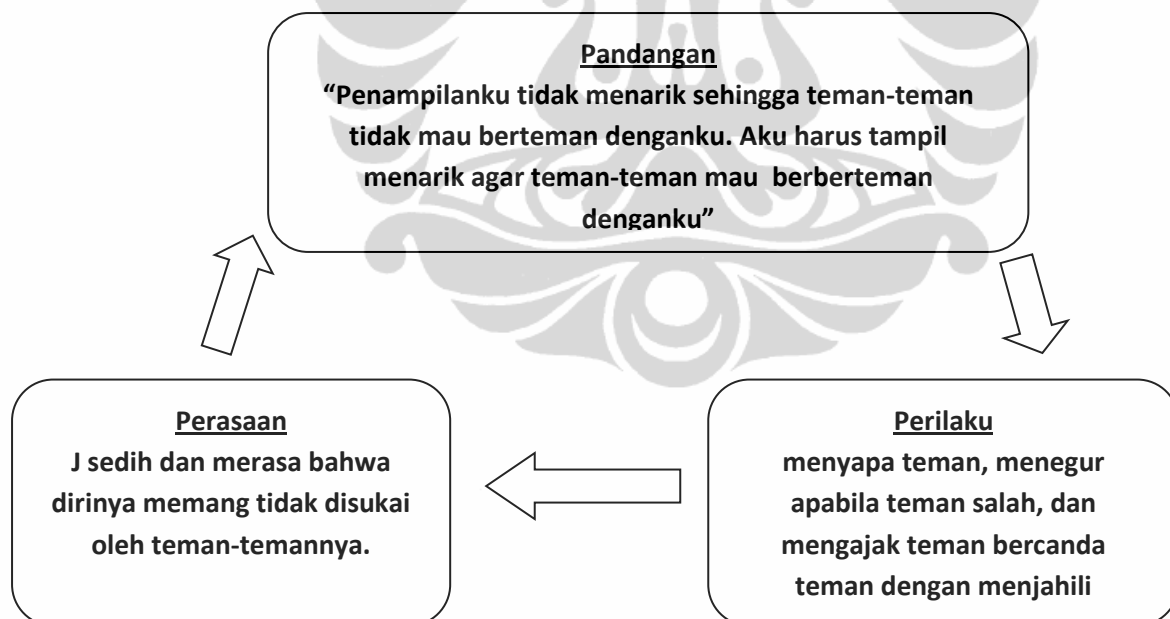 Pandangan
“Penampilanku tidak menarik sehingga teman-teman
tidak mau berteman denganku. Aku harus tampil
menarik agar teman-teman mau berberteman
denganku”
Perasaan
J sedih dan merasa bahwa
dirinya memang tidak disukai
oleh teman-temannya.
Perilaku
menyapa teman, menegur
apabila teman salah, dan
mengajak teman bercanda
teman dengan menjahili